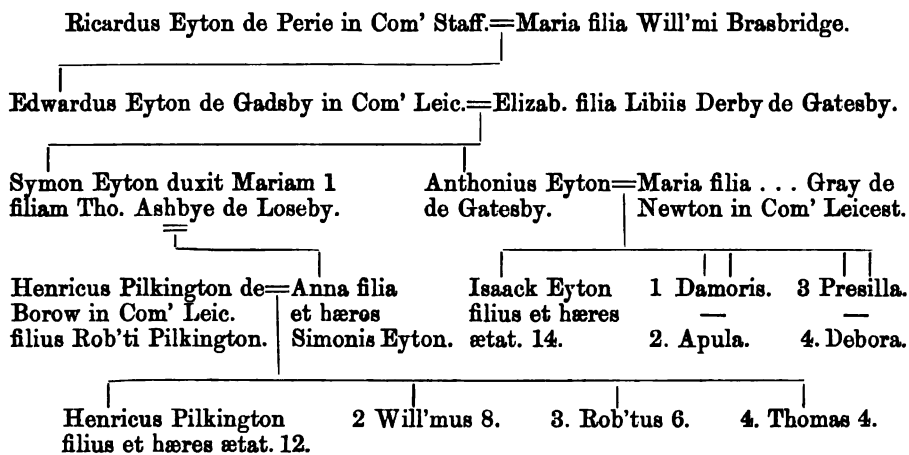 Ricardus Eyton de Perie in Com' Staff.=Maria filia Will'mi Brasbridge.
Edwardus Eyton de Gadsby in Com' Leic.=Elizab. filia Libiis Derby de Gatesby.
Symon Eyton duxit Mariam 1
filiam Tho. Ashbye de Loseby.
Anthonius Eyton=Maria filia . . . Gray de
de Gatesby. Newton in Com' Leicest.
Henricus Pilkington de=Anna filia
Borow in Com' Leic. et hæres
filius Rob'ti Pilkington. Simonis Eyton.
Isaack Eyton
filius et hæres
ætat. 14.
1 Damoris. 3 Presilla.
2. Apula. 4. Debora.
Henricus Pilkington
filius et hæres ætat. 12.
2 Will'mus 8. 3. Rob'tus 6. 4. Thomas 4.